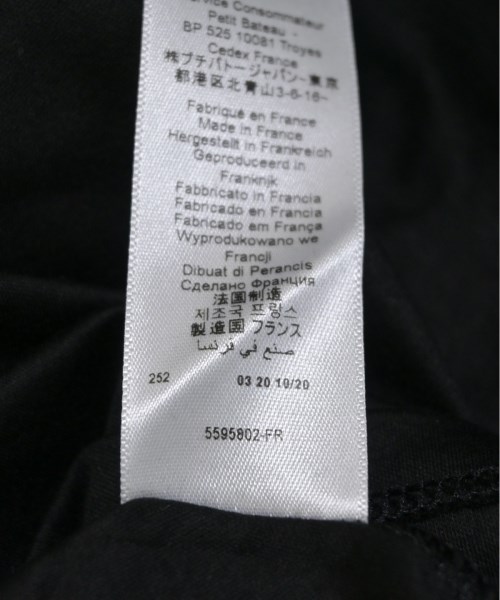 Service Consommateur
Petit Bateau -
BP 525 10081 Troyes
Cedex France
㈱プチバトージャパン-東京
都港区北青山3-6-16-
Fabriqué en France
Made in France
Hergestellt in Frankreich
Geproduceerd in
Frankrijk
Fabbricato in Francia
Fabricado en Francia
Fabricado em França
Wyprodukowano we
Francji
Dibuat di Perancis
Сделано Франция
法國制造
제조국 프랑스
製造国 フランス
صنع في فرنسا
252 03 20 10/20
5595802-FR